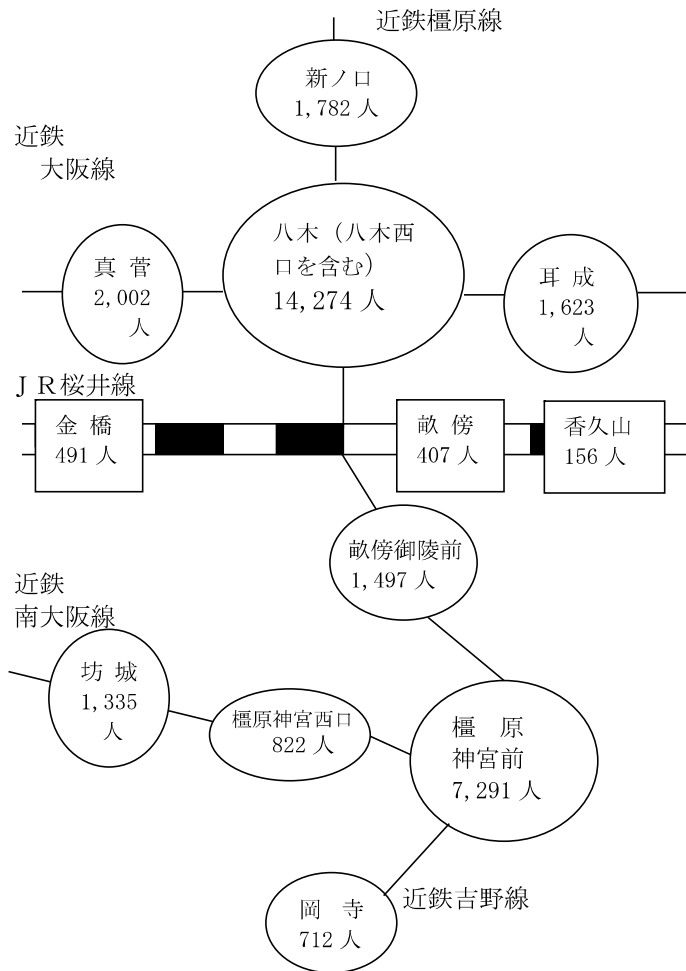 近鉄橿原線
新ノ口
1,782 人
近鉄
大阪線
八木（八木西
口を含む）
14,274 人
真 菅
2,002
人
耳 成
1,623
人
ＪＲ桜井線
金 橋
491 人
畝 傍
407 人
香久山
156 人
畝傍御陵前
1,497 人
近鉄
南大阪線
坊 城
1,335
人
橿原神宮西口
822 人
橿 原
神宮前
7,291 人
近鉄吉野線
岡 寺
712 人